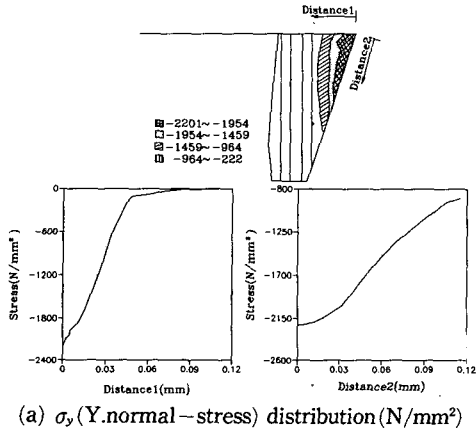 Distance1
Distance2
-2201~ -1954
-1954~ -1459
-1459~ -964
-964~ -222
0
-600
-1200
-1800
-2400
Stress(N/mm²)
0.00 0.03 0.06 0.09 0.12
Distance1(mm)
-800
-1250
-1700
-2150
-2600
Stress(N/mm²)
0.00 0.03 0.06 0.09 0.12
Distance2(mm)
(a) σy (Y.normal-stress) distribution(N/mm²)